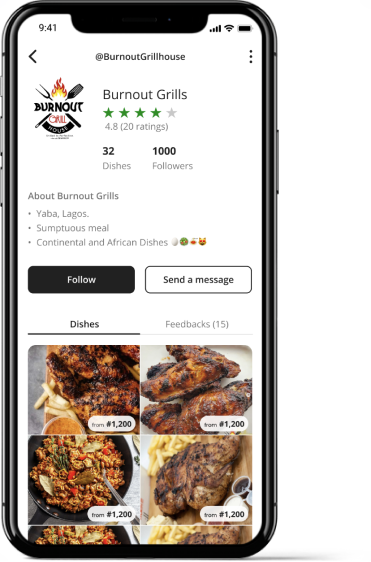 9:41
@BurnoutGrillhouse
BURNOUT
GRILL
HOUSE
Burnout Grills
4.8 (20 ratings)
32
1000
Dishes
Followers
About Burnout Grills
• Yaba, Lagos.
• Sumptuous meal
• Continental and African Dishes
Follow
Send a message
Dishes
Feedbacks (15)
from #1,200
from #1,200
from #1,200
from #1,200